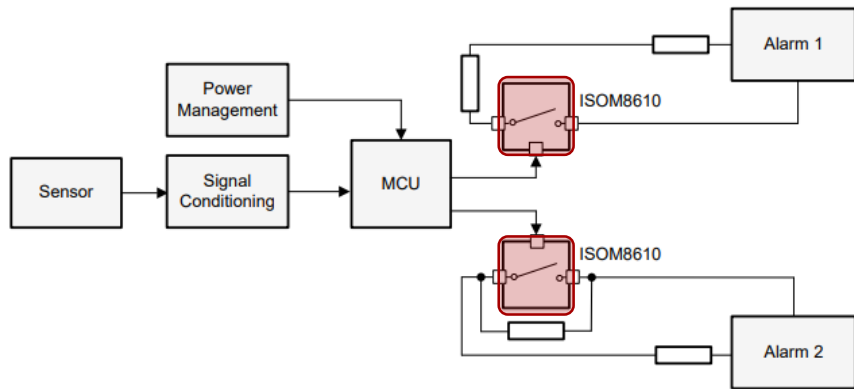 Alarm 1
ISOM8610
Power
Management
MCU
Sensor
Signal
Conditioning
ISOM8610
Alarm 2